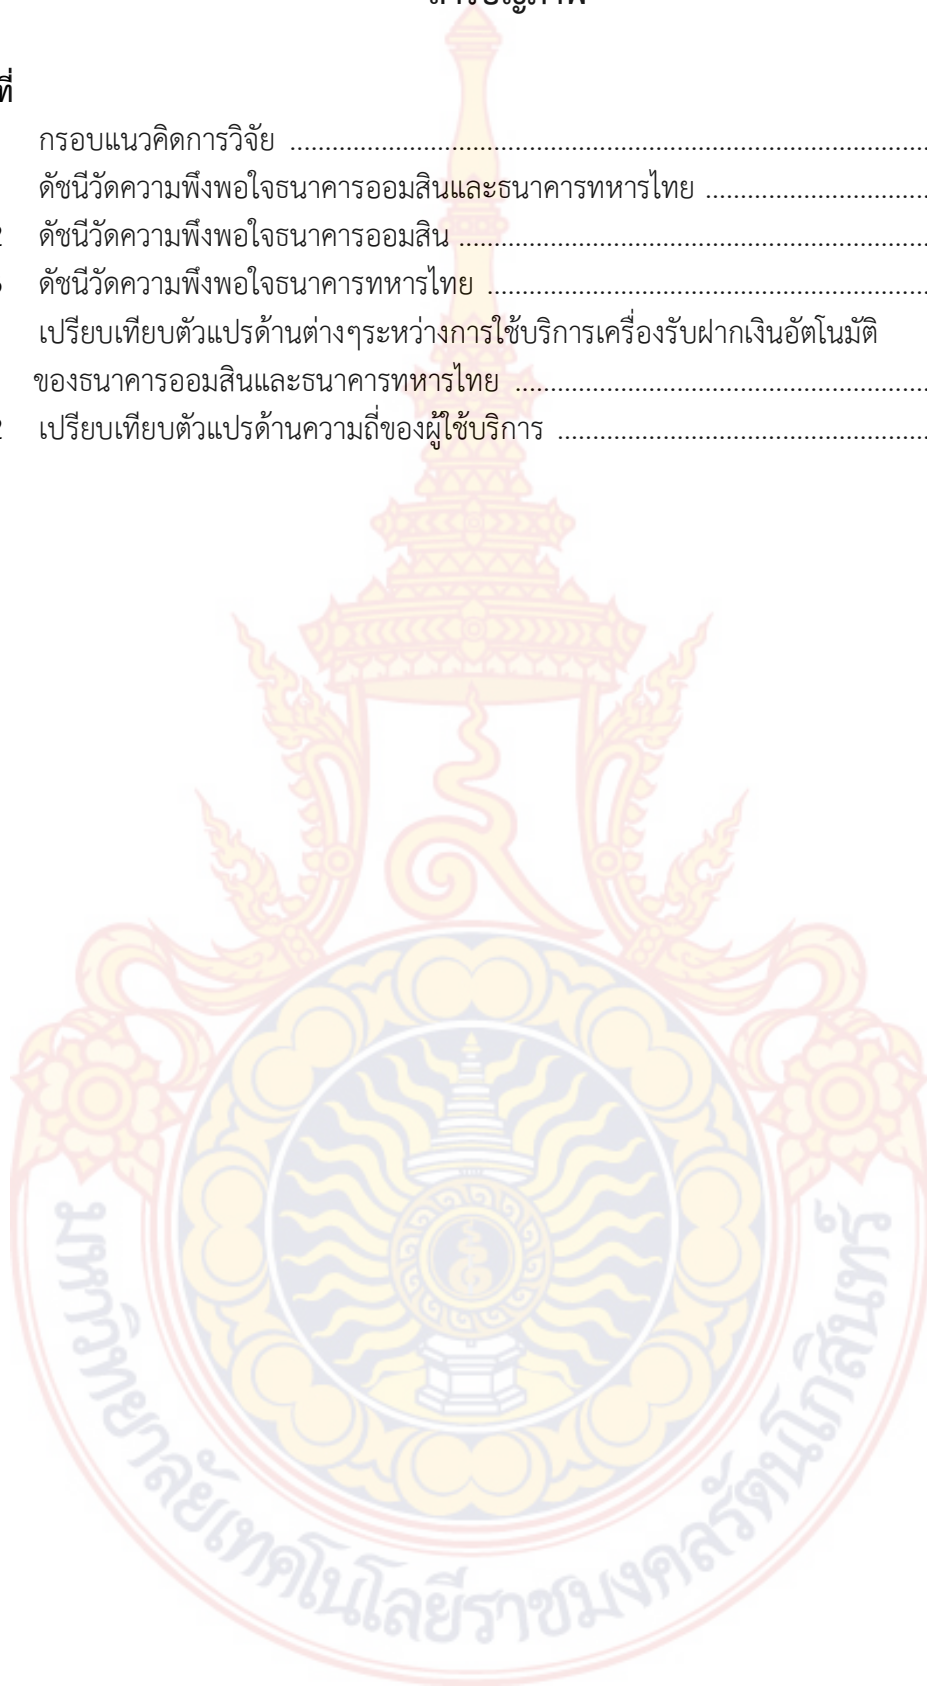 กรอบแนวคิดการวิจัย ....................................................................................
ดัชนีวัดความพึงพอใจธนาคารออมสินและธนาคารทหารไทย ................................
2 ดัชนีวัดความพึงพอใจธนาคารออมสิน ..................................................................
ดัชนีวัดความพึงพอใจธนาคารทหารไทย ..............................................................
เปรียบเทียบตัวแปรด้านต่างๆระหว่างการใช้บริการเครื่องรับฝากเงินอัตโนมัติ
ของธนาคารออมสินและธนาคารทหารไทย ..........................................................
2 เปรียบเทียบตัวแปรด้านความถี่ของผู้ใช้บริการ ....................................................
มหาวิทยาลัยเทคโนโลยีราชมงคลรัตนโกสินทร์